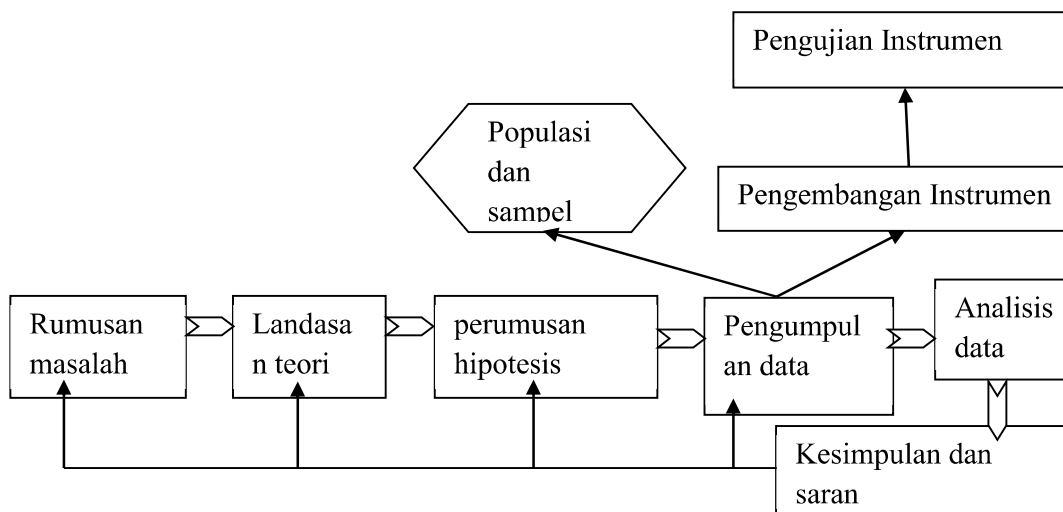 Pengujian Instrumen
Populasi
dan
sampel
Pengembangan Instrumen
Rumusan
masalah
Landasa
n teori
perumusan
hipotesis
Pengumpul
an data
Analisis
data
Kesimpulan dan
saran